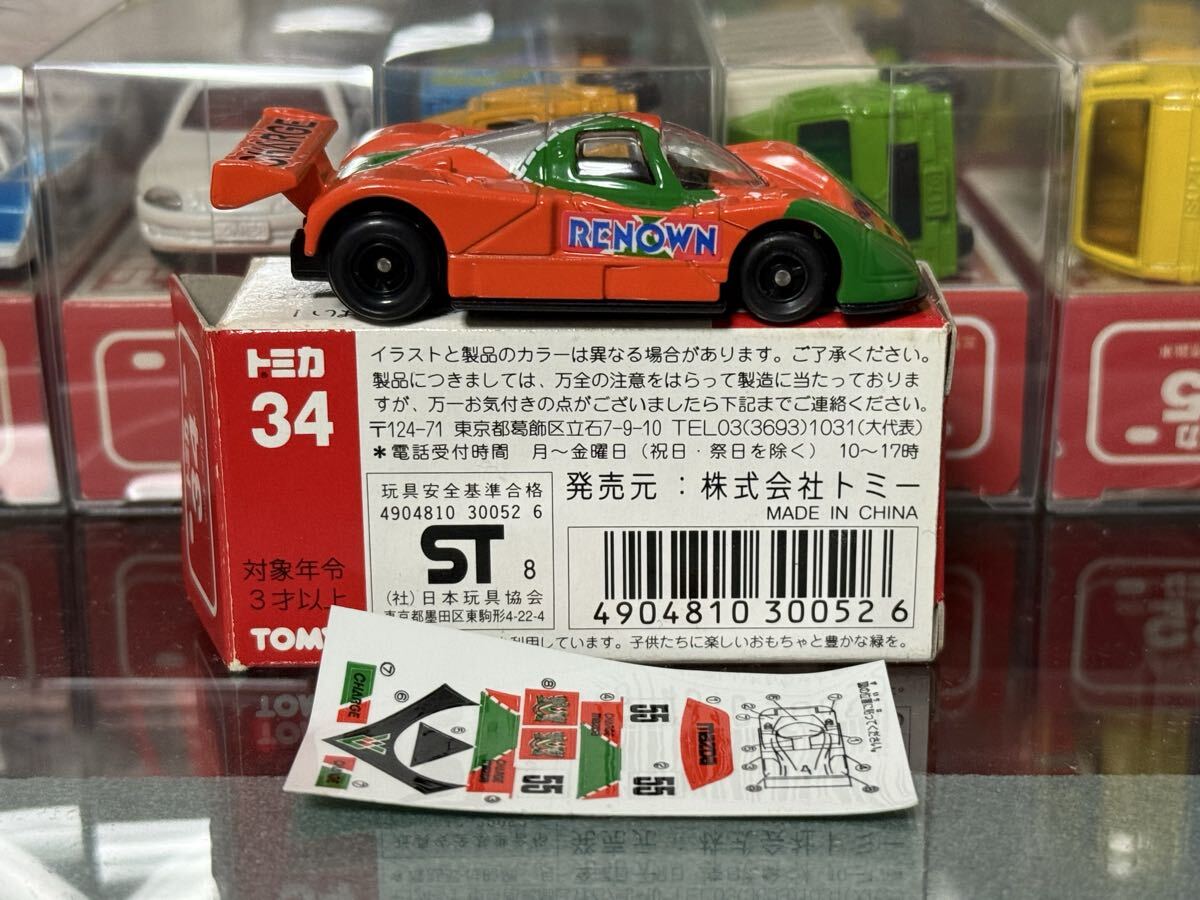 CHARGE
RENOWN
トミカ
34
イラストと製品のカラーは異なる場合があります。ご了承ください。
製品につきましては、万全の注意をはらって製造に当たっておりま
すが、万一お気付きの点がございましたら下記までご連絡ください。
〒124-71 東京都葛飾区立石7-9-10 TEL03(3693)1031(大代表)
*電話受付時間 月~金曜日(祝日・祭日を除く) 10~17時
玩具安全基準合格
4904810 30052 6
ST 8
(社)日本玩具協会
東京都墨田区東駒形4-22-4
発売元:株式会社トミー
MADE IN CHINA
4904810 300526
対象年令
3才以上
TOMY
利用しています。子供たちに楽しいおもちゃと豊かな緑を。
CHARGE
55
55
55
mazda